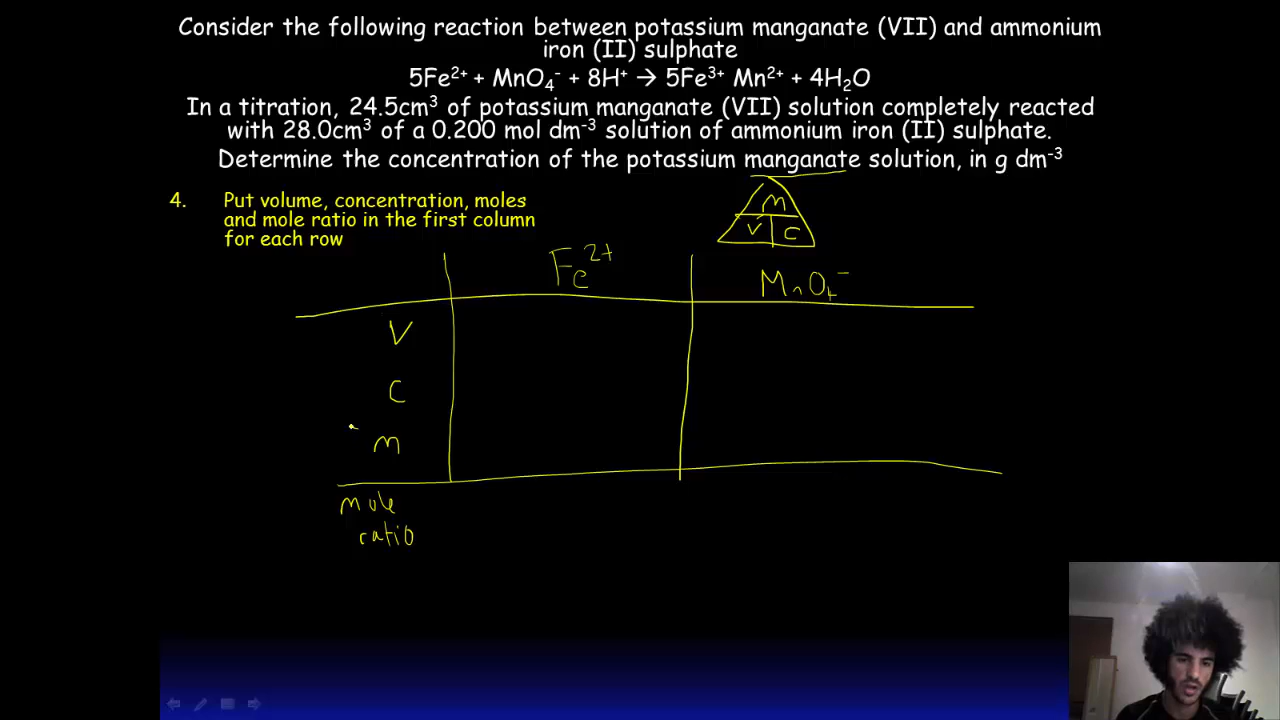 Consider the following reaction between potassium manganate (VII) and ammonium
iron (II) sulphate
5Fe²⁺ + MnO₄⁻ + 8H⁺ → 5Fe³⁺ Mn²⁺ + 4H₂O
In a titration, 24.5cm³ of potassium manganate (VII) solution completely reacted
with 28.0cm³ of a 0.200 mol dm⁻³ solution of ammonium iron (II) sulphate.
Determine the concentration of the potassium manganate solution, in g dm⁻³
4. Put volume, concentration, moles
and mole ratio in the first column
for each row
m
V C
Fe²⁺ MnO₄⁻
V
C
m
mole
ratio